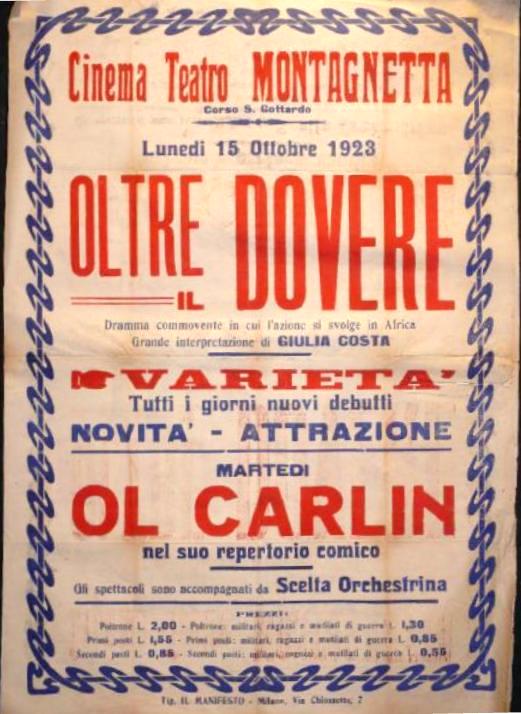 Cinema Teatro MONTAGNETTA
Corso S. Gottardo
Lunedi 15 Ottobre 1923
OLTRE IL DOVERE
Dramma commovente in cui l'azione si svolge in Africa
Grande interpretazione di GIULIA COSTA
VARIETA'
Tutti i giorni nuovi debutti
NOVITA' - ATTRAZIONE
MARTEDI
OL CARLIN
nel suo repertorio comico
Gli spettacoli sono accompagnati da Scelta Orchestrina
PREZZI:
Poltrone L. 2,00 - Poltrone: militari, ragazzi e mutilati di guerra L. 1,30
Primi posti L. 1,55 - Primi posti: militari, ragazzi e mutilati di guerra L. 0,85
Secondi posti L. 0,85 - Secondi posti: militari, ragazzi e mutilati di guerra L. 0,55
Tip. IL MANIFESTO - Milano, Via Chiossetto, 7